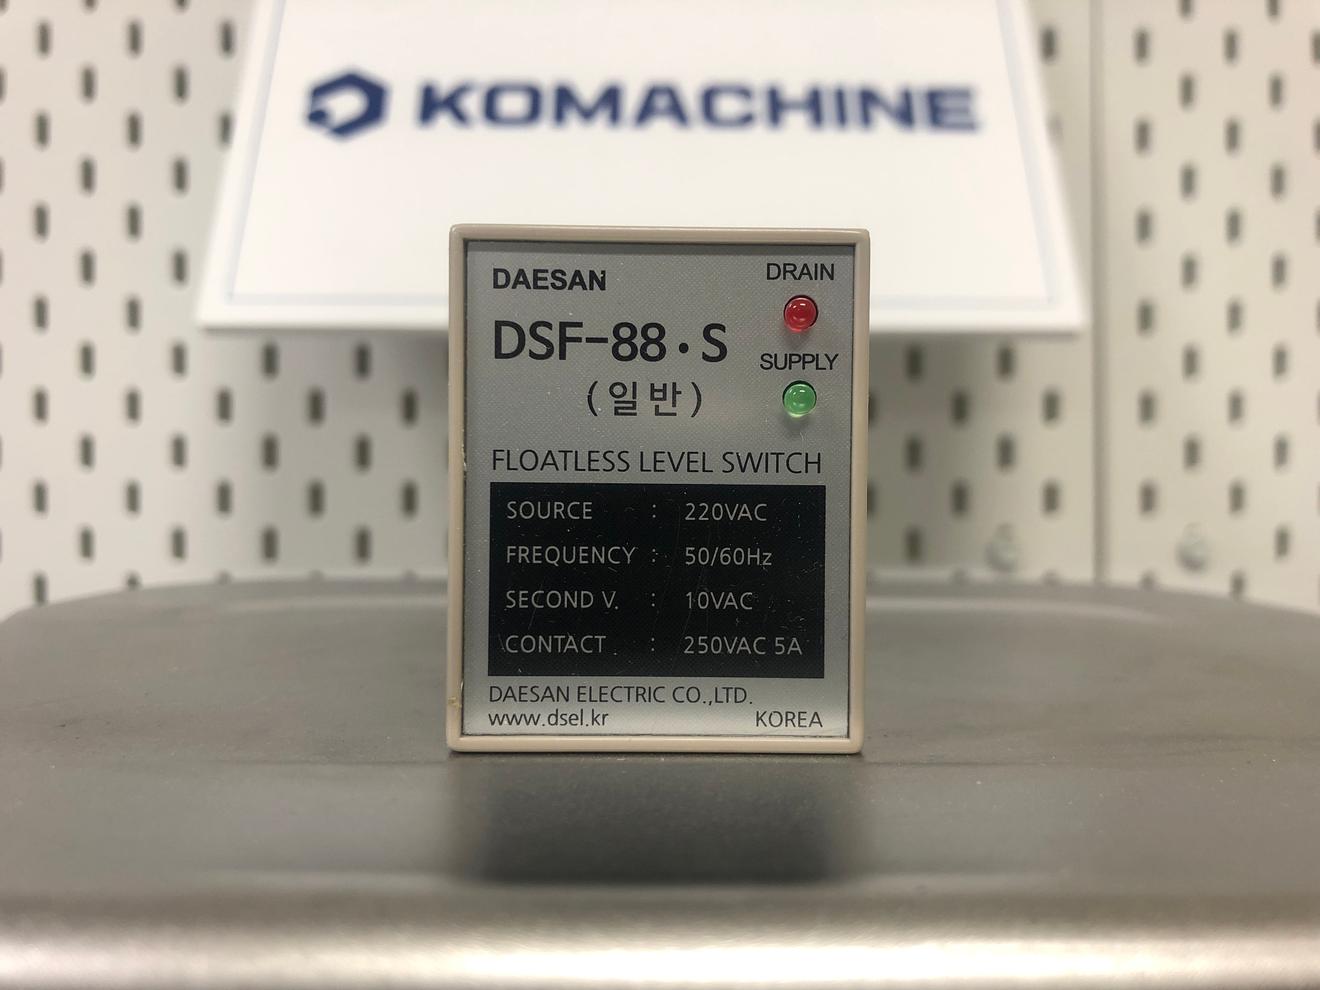 KOMACHINE
DAESAN
DRAIN
DSF-88·S
SUPPLY
(일반)
FLOATLESS LEVEL SWITCH
SOURCE : 220VAC
FREQUENCY : 50/60Hz
SECOND V. : 10VAC
CONTACT : 250VAC 5A
DAESAN ELECTRIC CO.,LTD.
www.dsel.kr KOREA